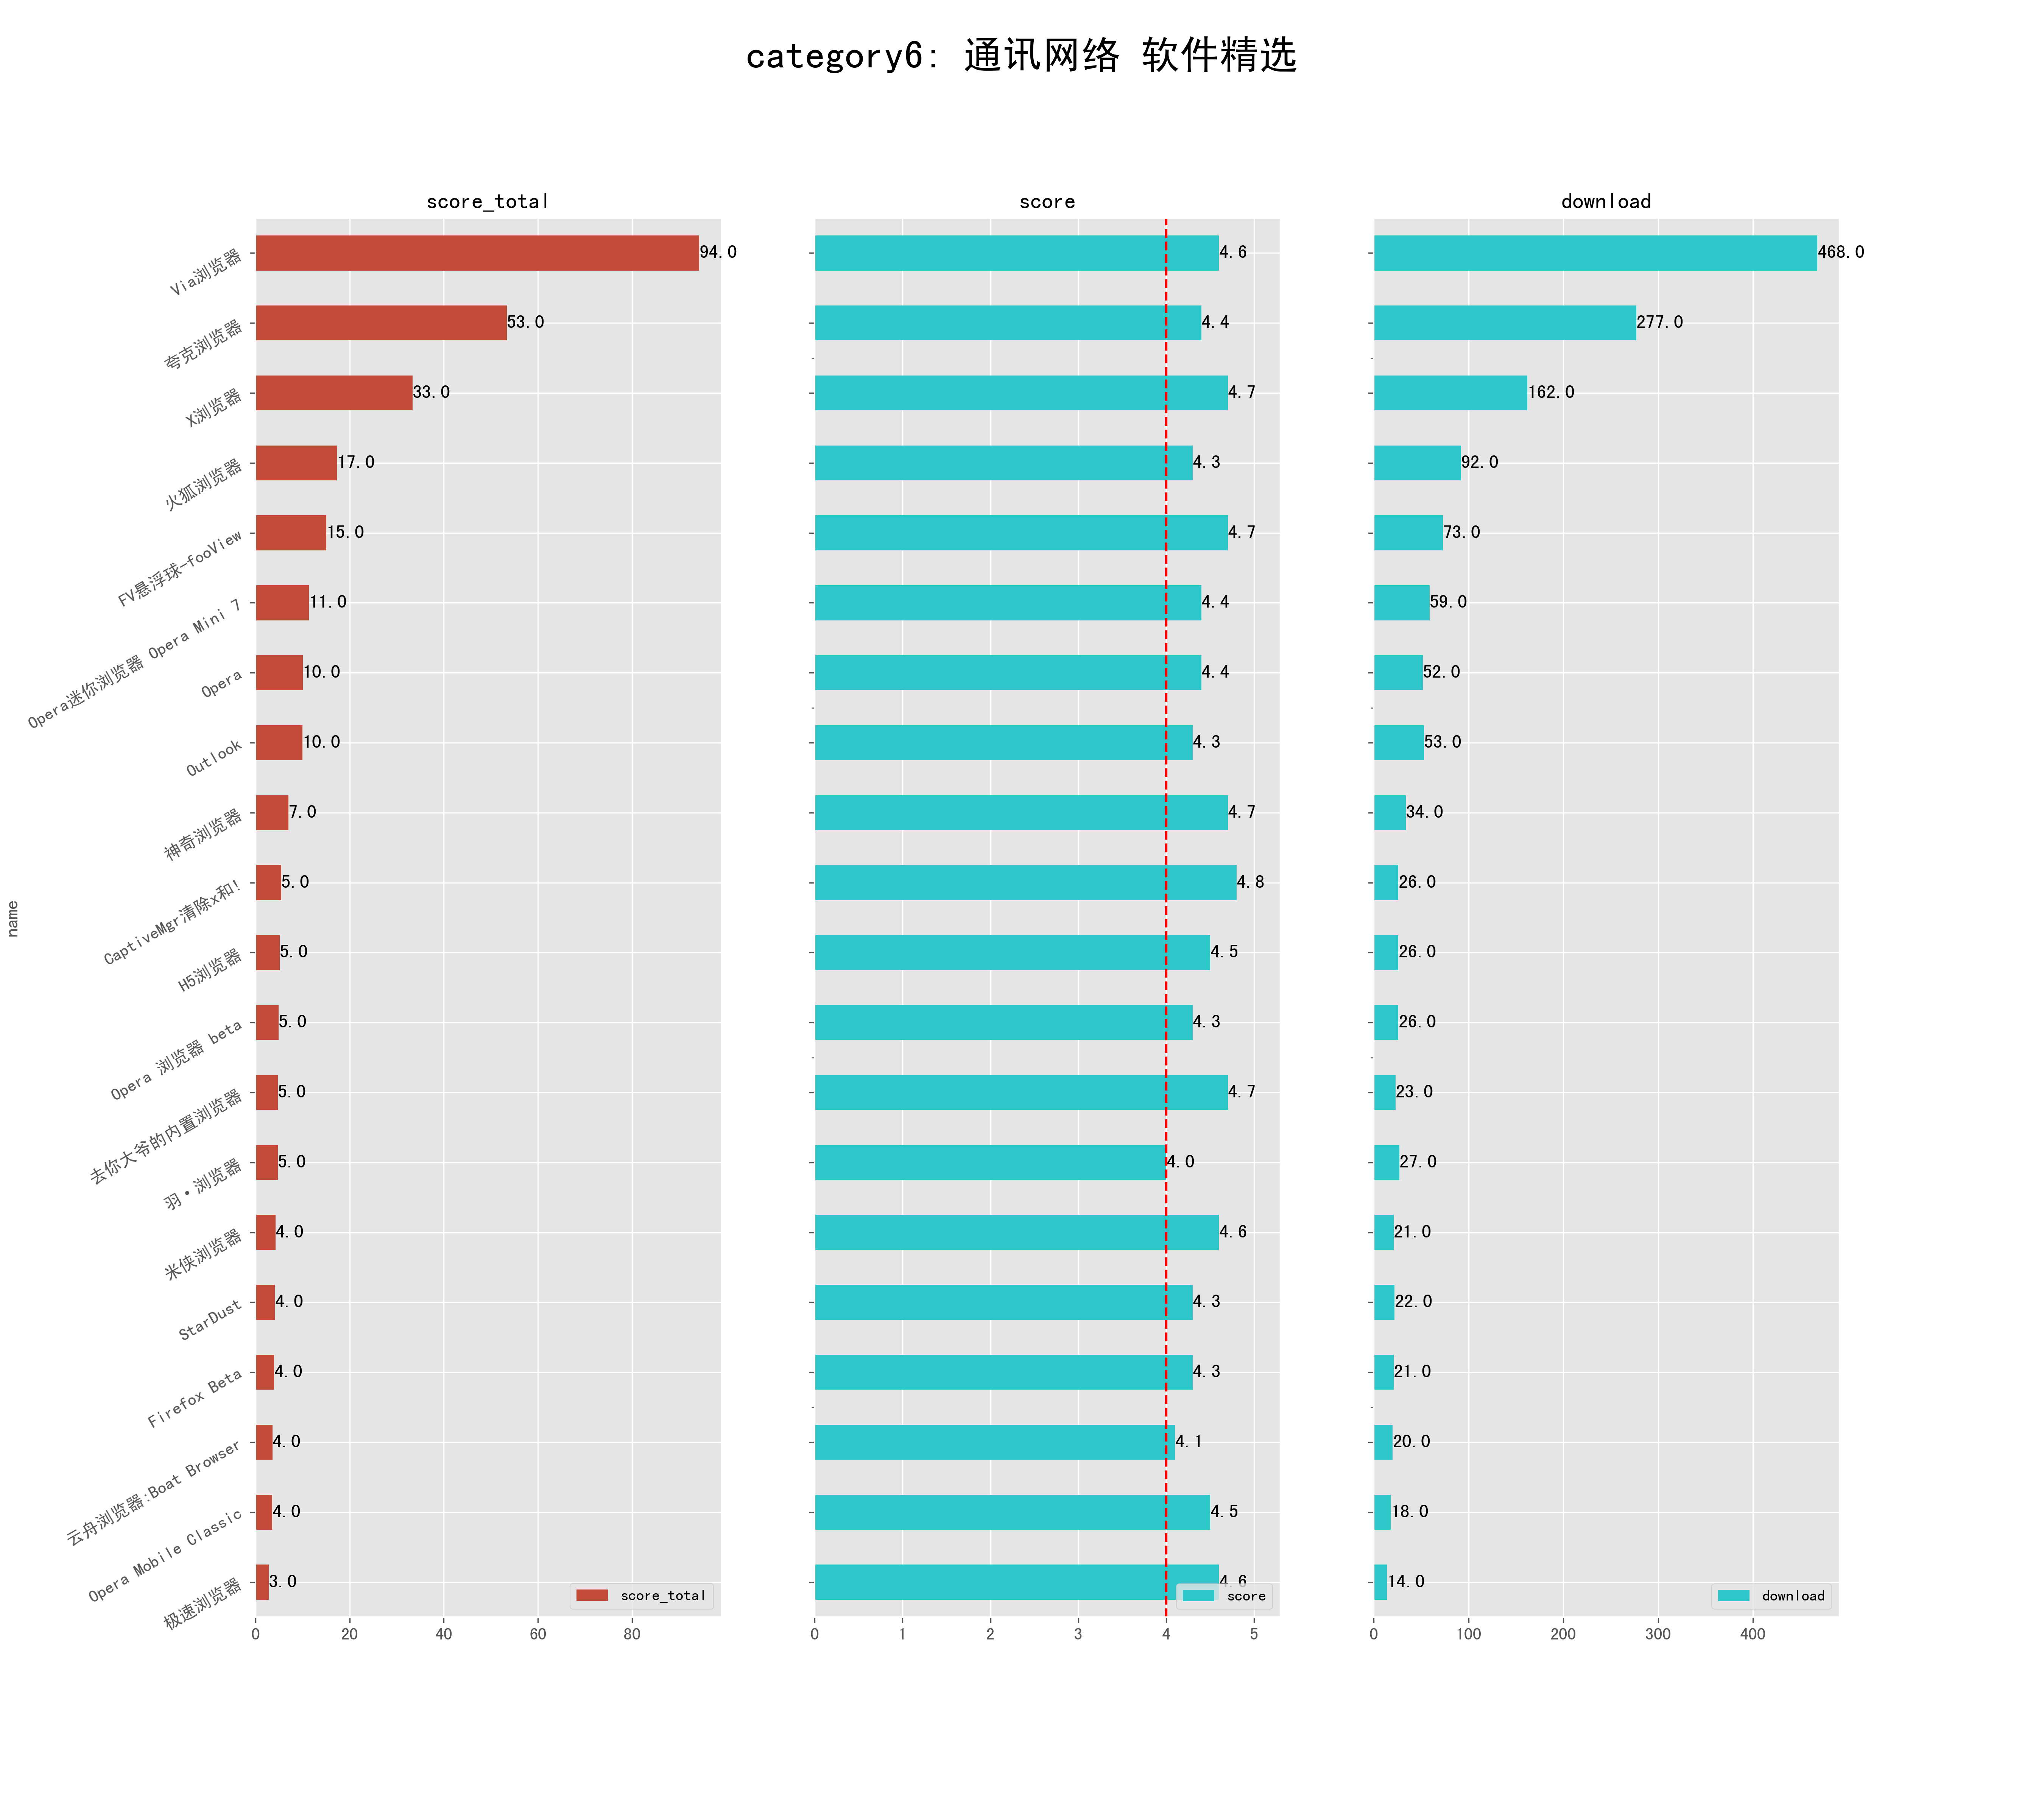 category6: 通讯网络 软件精选
score_total
score
download
name
Via浏览器
94.0
4.6
468.0
夸克浏览器
53.0
4.4
277.0
X浏览器
33.0
4.7
162.0
火狐浏览器
17.0
4.3
92.0
FV悬浮球-fooView
15.0
4.7
73.0
Opera迷你浏览器 Opera Mini 7
11.0
4.4
59.0
Opera
10.0
4.4
52.0
Outlook
10.0
4.3
53.0
神奇浏览器
7.0
4.7
34.0
CaptiveMgr清除x和!
5.0
4.8
26.0
H5浏览器
5.0
4.5
26.0
Opera 浏览器 beta
5.0
4.3
26.0
去你大爷的内置浏览器
5.0
4.7
23.0
羽·浏览器
5.0
4.0
27.0
米侠浏览器
4.0
4.6
21.0
StarDust
4.0
4.3
22.0
Firefox Beta
4.0
4.3
21.0
云舟浏览器:Boat Browser
4.0
4.1
20.0
Opera Mobile Classic
4.0
4.5
18.0
极速浏览器
3.0
4.6
14.0
score_total
score
download
0 20 40 60 80
0 1 2 3 4 5
0 100 200 300 400